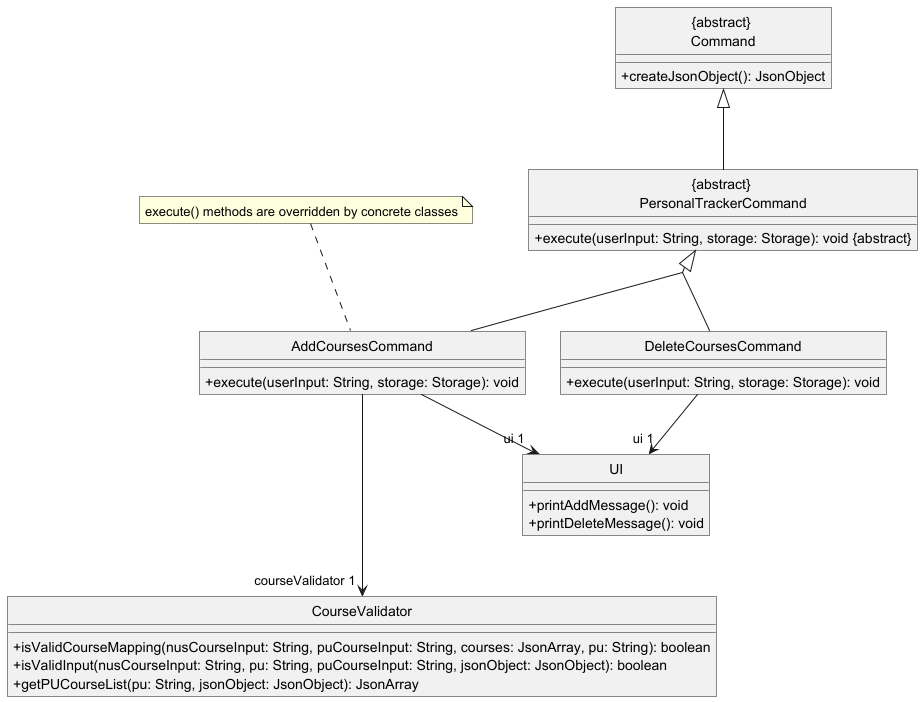 {abstract}
Command
+createJsonObject(): JsonObject
{abstract}
PersonalTrackerCommand
+execute(userInput: String, storage: Storage): void {abstract}
execute() methods are overridden by concrete classes
AddCoursesCommand
+execute(userInput: String, storage: Storage): void
DeleteCoursesCommand
+execute(userInput: String, storage: Storage): void
ui 1
ui 1
UI
+printAddMessage(): void
+printDeleteMessage(): void
courseValidator 1
CourseValidator
+isValidCourseMapping(nusCourseInput: String, puCourseInput: String, courses: JsonArray, pu: String): boolean
+isValidInput(nusCourseInput: String, pu: String, puCourseInput: String, jsonObject: JsonObject): boolean
+getPUCourseList(pu: String, jsonObject: JsonObject): JsonArray